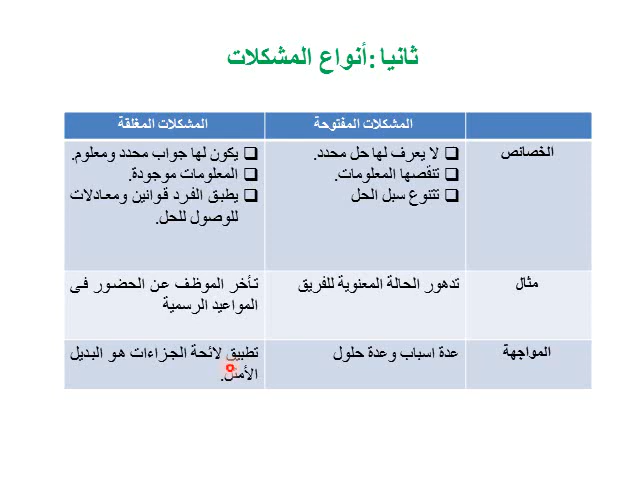 ثانيا :أنواع المشكلات
المشكلات المفتوحة
المشكلات المغلقة
الخصائص
❑ لا يعرف لها حل محدد.
❑ تنقصها المعلومات.
❑ تتنوع سبل الحل
❑ يكون لها جواب محدد ومعلوم.
❑ المعلومات موجودة.
❑ يطبق الفرد قوانين ومعادلات
للوصول للحل.
مثال
تدهور الحالة المعنوية للفريق
تأخر الموظف عن الحضور فى
المواعيد الرسمية
المواجهة
عدة اسباب وعدة حلول
تطبيق لائحة الجزاءات هو البديل
الأمثل.